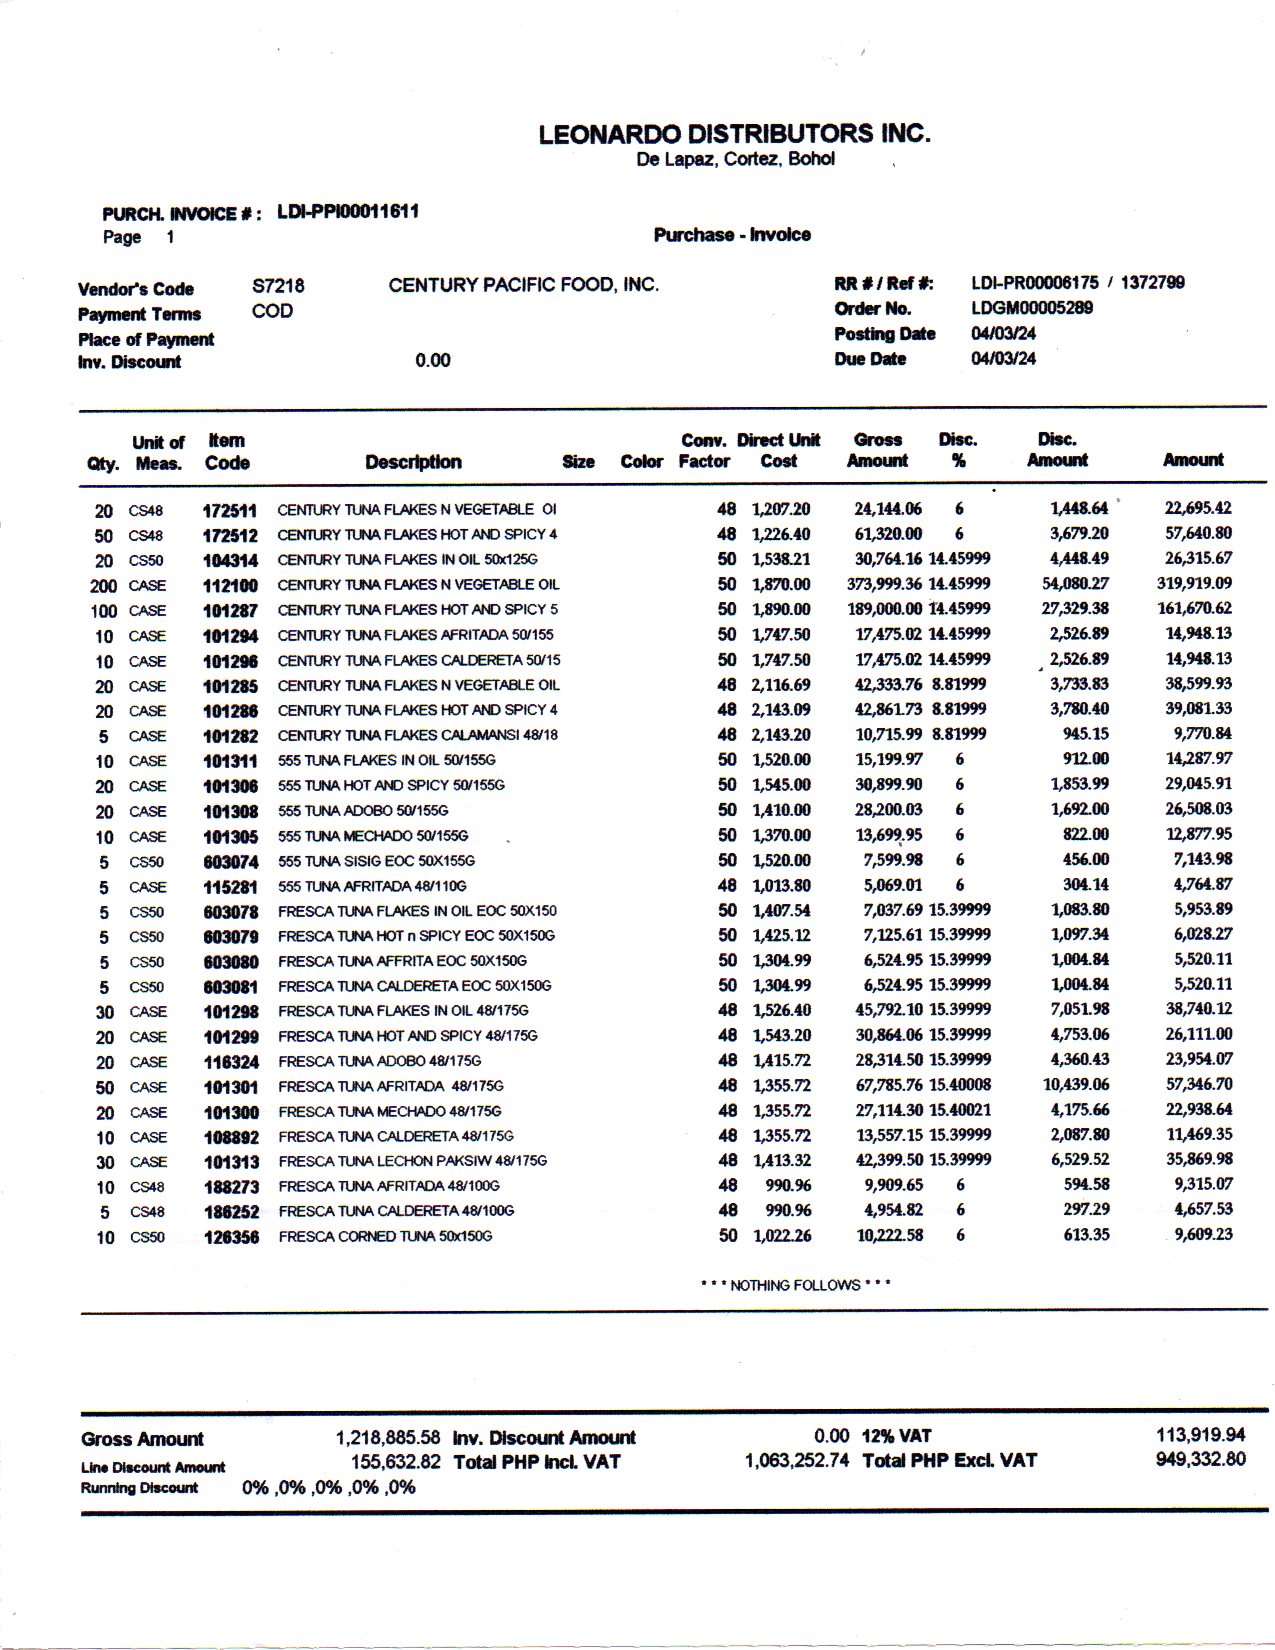 LEONARDO DISTRIBUTORS INC.
De Lapaz, Cortez, Bohol
PURCH. INVOICE # : LDI-PPI00011611
Page 1
Purchase - Invoice
Vendor's Code S7218 CENTURY PACIFIC FOOD, INC. RR # / Ref #: LDI-PR00006175 / 1372799
Payment Terms COD Order No. LDGM00005289
Place of Payment Posting Date 04/03/24
Inv. Discount 0.00 Due Date 04/03/24
Qty. Unit of Meas. Item Code Description Size Color Conv. Factor Direct Unit Cost Gross Amount Disc. % Disc. Amount Amount
20 CS48 172511 CENTURY TUNA FLAKES N VEGETABLE OI 48 1,207.20 24,144.06 6 1,448.64 22,695.42
50 CS48 172512 CENTURY TUNA FLAKES HOT AND SPICY 4 48 1,226.40 61,320.00 6 3,679.20 57,640.80
20 CS50 104314 CENTURY TUNA FLAKES IN OIL 50x125G 50 1,538.21 30,764.16 14.45999 4,448.49 26,315.67
200 CASE 112100 CENTURY TUNA FLAKES N VEGETABLE OIL 50 1,870.00 373,999.36 14.45999 54,080.27 319,919.09
100 CASE 101287 CENTURY TUNA FLAKES HOT AND SPICY 5 50 1,890.00 189,000.00 14.45999 27,329.38 161,670.62
10 CASE 101294 CENTURY TUNA FLAKES AFRITADA 50/155 50 1,747.50 17,475.02 14.45999 2,526.89 14,948.13
10 CASE 101296 CENTURY TUNA FLAKES CALDERETA 50/15 50 1,747.50 17,475.02 14.45999 2,526.89 14,948.13
20 CASE 101285 CENTURY TUNA FLAKES N VEGETABLE OIL 48 2,116.69 42,333.76 8.81999 3,733.83 38,599.93
20 CASE 101286 CENTURY TUNA FLAKES HOT AND SPICY 4 48 2,143.09 42,861.73 8.81999 3,780.40 39,081.33
5 CASE 101282 CENTURY TUNA FLAKES CALAMANSI 48/18 48 2,143.20 10,715.99 8.81999 945.15 9,770.84
10 CASE 101311 555 TUNA FLAKES IN OIL 50/155G 50 1,520.00 15,199.97 6 912.00 14,287.97
20 CASE 101306 555 TUNA HOT AND SPICY 50/155G 50 1,545.00 30,899.90 6 1,853.99 29,045.91
20 CASE 101308 555 TUNA ADOBO 50/155G 50 1,410.00 28,200.03 6 1,692.00 26,508.03
10 CASE 101305 555 TUNA MECHADO 50/155G 50 1,370.00 13,699.95 6 822.00 12,877.95
5 CS50 603074 555 TUNA SISIG EOC 50X155G 50 1,520.00 7,599.98 6 456.00 7,143.98
5 CASE 115281 555 TUNA AFRITADA 48/110G 48 1,013.80 5,069.01 6 304.14 4,764.87
5 CS50 603078 FRESCA TUNA FLAKES IN OIL EOC 50X150 50 1,407.54 7,037.69 15.39999 1,083.80 5,953.89
5 CS50 603079 FRESCA TUNA HOT n SPICY EOC 50X150G 50 1,425.12 7,125.61 15.39999 1,097.34 6,028.27
5 CS50 603080 FRESCA TUNA AFFRITA EOC 50X150G 50 1,304.99 6,524.95 15.39999 1,004.84 5,520.11
5 CS50 603081 FRESCA TUNA CALDERETA EOC 50X150G 50 1,304.99 6,524.95 15.39999 1,004.84 5,520.11
30 CASE 101298 FRESCA TUNA FLAKES IN OIL 48/175G 48 1,526.40 45,792.10 15.39999 7,051.98 38,740.12
20 CASE 101299 FRESCA TUNA HOT AND SPICY 48/175G 48 1,543.20 30,864.06 15.39999 4,753.06 26,111.00
20 CASE 116324 FRESCA TUNA ADOBO 48/175G 48 1,415.72 28,314.50 15.39999 4,360.43 23,954.07
50 CASE 101301 FRESCA TUNA AFRITADA 48/175G 48 1,355.72 67,785.76 15.40008 10,439.06 57,346.70
20 CASE 101300 FRESCA TUNA MECHADO 48/175G 48 1,355.72 27,114.30 15.40021 4,175.66 22,938.64
10 CASE 108892 FRESCA TUNA CALDERETA 48/175G 48 1,355.72 13,557.15 15.39999 2,087.80 11,469.35
30 CASE 101313 FRESCA TUNA LECHON PAKSIW 48/175G 48 1,413.32 42,399.50 15.39999 6,529.52 35,869.98
10 CS48 188273 FRESCA TUNA AFRITADA 48/100G 48 990.96 9,909.65 6 594.58 9,315.07
5 CS48 186252 FRESCA TUNA CALDERETA 48/100G 48 990.96 4,954.82 6 297.29 4,657.53
10 CS50 126356 FRESCA CORNED TUNA 50x150G 50 1,022.26 10,222.58 6 613.35 9,609.23
* * * NOTHING FOLLOWS * * *
Gross Amount 1,218,885.58 Inv. Discount Amount 0.00 12% VAT 113,919.94
Line Discount Amount 155,632.82 Total PHP Incl. VAT 1,063,252.74 Total PHP Excl. VAT 949,332.80
Running Discount 0% ,0% ,0% ,0% ,0%